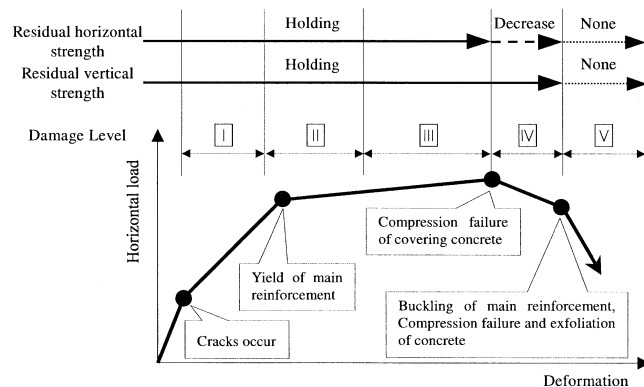 Residual horizontal
strength
Holding
Decrease
None
Residual vertical
strength
Holding
None
Damage Level
I
II
III
IV
V
Horizontal load
Compression failure
of covering concrete
Yield of main
reinforcement
Buckling of main reinforcement,
Compression failure and exfoliation
of concrete
Cracks occur
Deformation